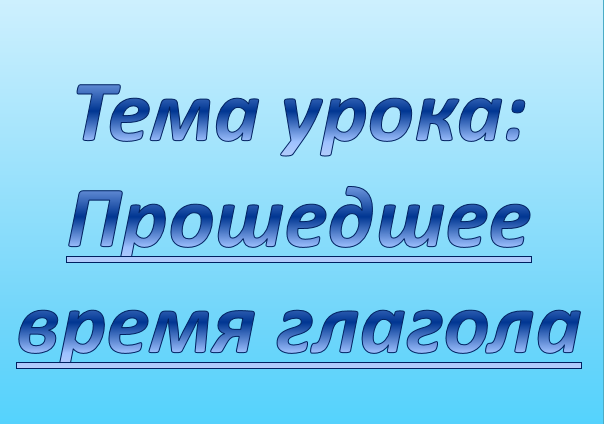 Тема урока:
Прошедшее
время глагола